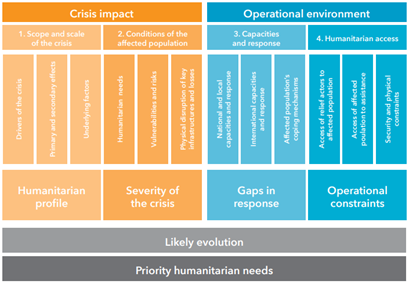 Crisis impact
Operational environment
1. Scope and scale
of the crisis
2. Conditions of the
affected population
3. Capacities
and response
4. Humanitarian access
Drivers of the crisis
Primary and secondary affects
Underlying factors
Humanitarian needs
Vulnerabilities and risks
Physical disruption of key
infrastructures and losses
National and local
capacities and response
International capacities
and response
Affected population's
coping mechanisms
Access of relief actors to
affected population
Access of affected
poulation to assistance
Security and physical
constraints
Humanitarian
profile
Severity of
the crisis
Gaps in
response
Operational
constraints
Likely evolution
Priority humanitarian needs